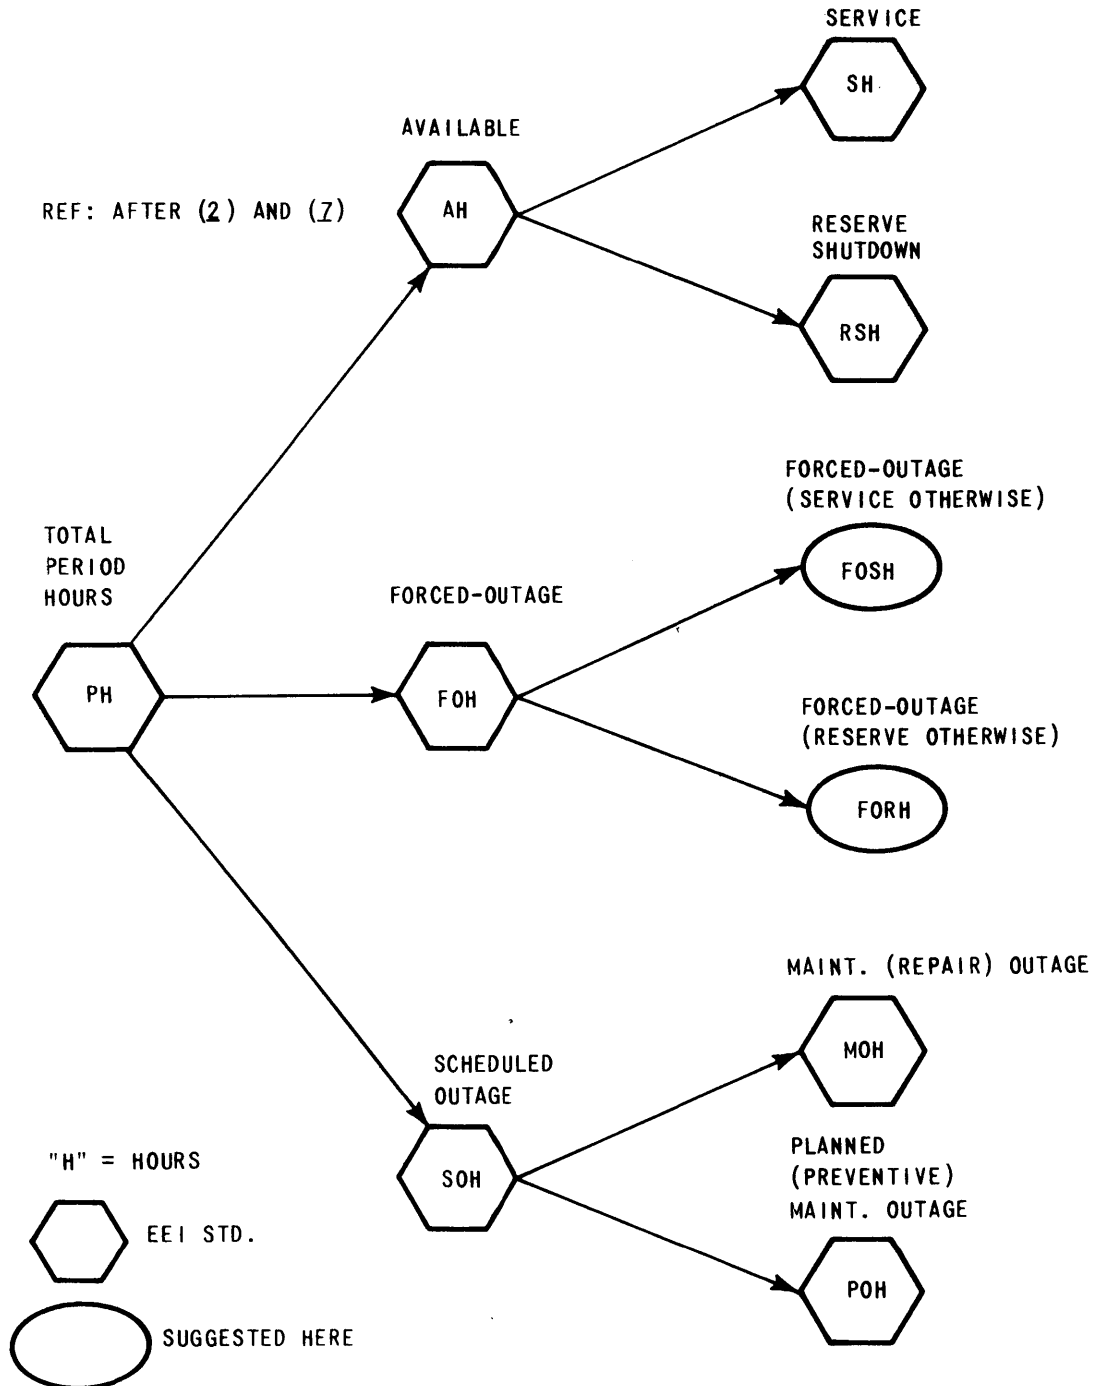 SERVICE
SH
AVAILABLE
AH
REF: AFTER (2) AND (7)
RESERVE
SHUTDOWN
RSH
FORCED-OUTAGE
(SERVICE OTHERWISE)
FOSH
TOTAL
PERIOD
HOURS
PH
FORCED-OUTAGE
FOH
FORCED-OUTAGE
(RESERVE OTHERWISE)
FORH
MAINT. (REPAIR) OUTAGE
MOH
SCHEDULED
OUTAGE
SOH
PLANNED
(PREVENTIVE)
MAINT. OUTAGE
POH
"H" = HOURS
EEI STD.
SUGGESTED HERE